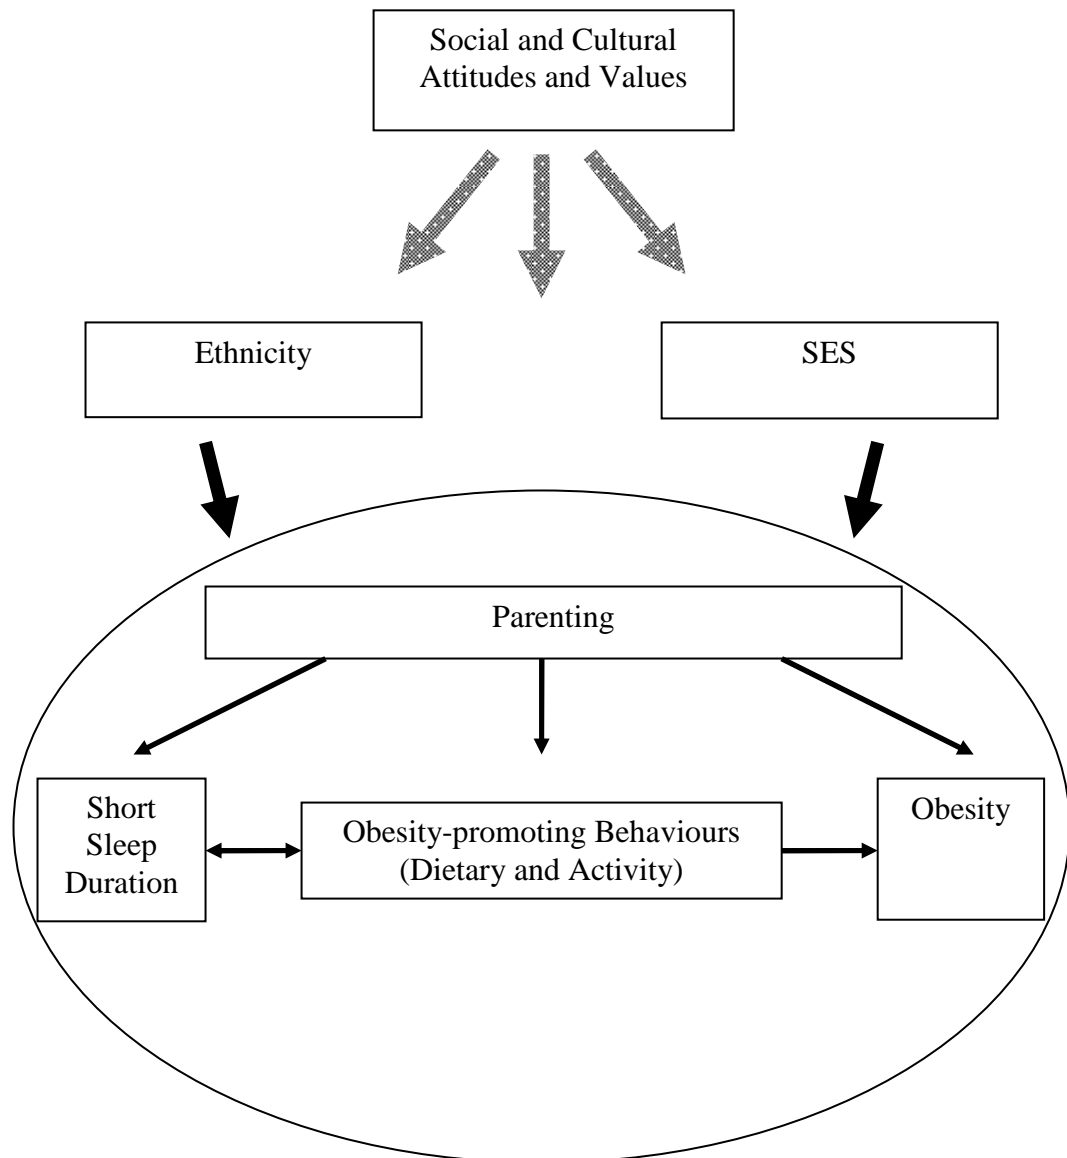 Social and Cultural
Attitudes and Values
Ethnicity
SES
Parenting
Short
Sleep
Duration
Obesity-promoting Behaviours
(Dietary and Activity)
Obesity